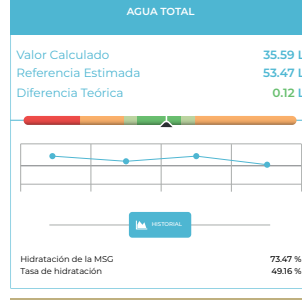 AGUA TOTAL
Valor Calculado 35.59 L
Referencia Estimada 53.47 L
Diferencia Teórica 0.12 L
HISTORIAL
Hidratación de la MSG 73.47 %
Tasa de hidratación 49.16 %